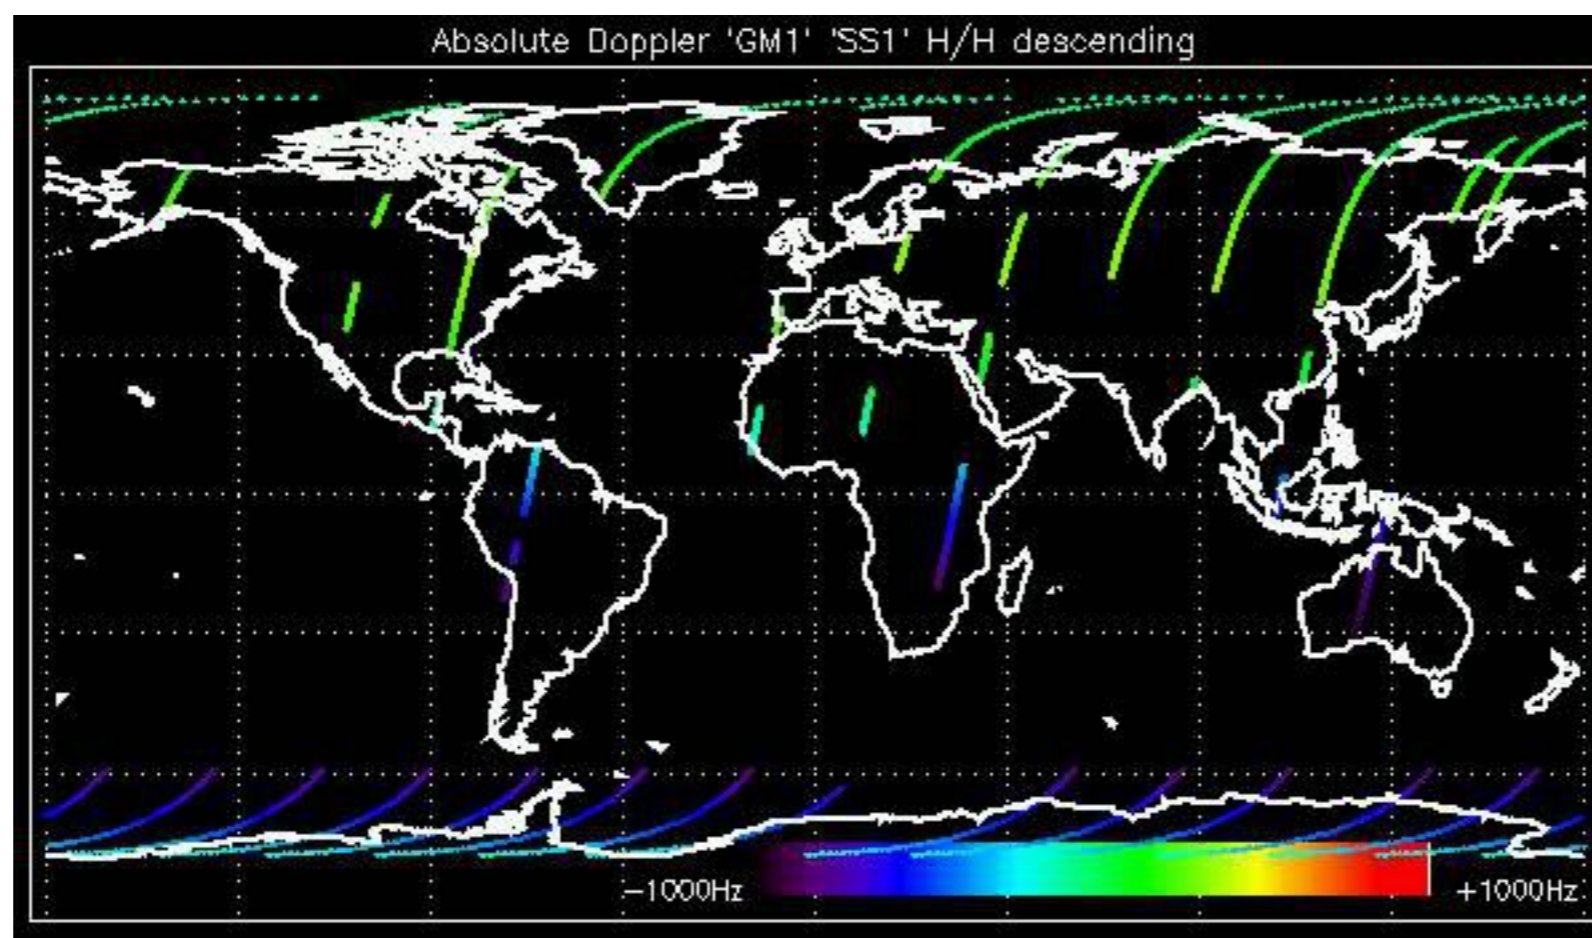 Absolute Doppler 'GM1' 'SS1' H/H descending
-1000Hz +1000Hz